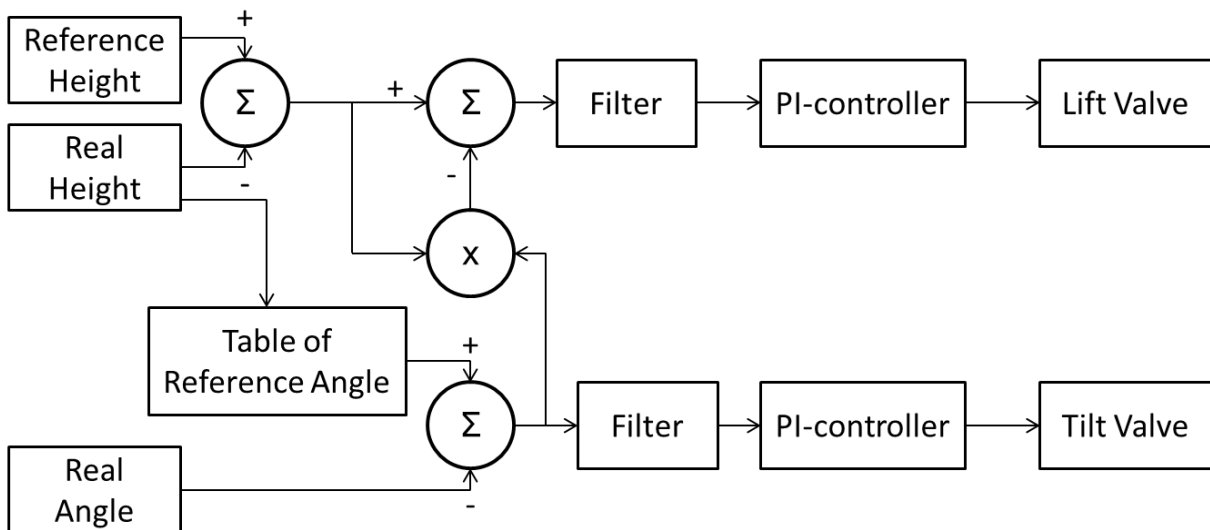 +
Reference
Height
Σ
+
Σ
Filter
PI-controller
Lift Valve
Real
Height
-
-
x
Table of
Reference Angle
+
Σ
Filter
PI-controller
Tilt Valve
Real
Angle
-